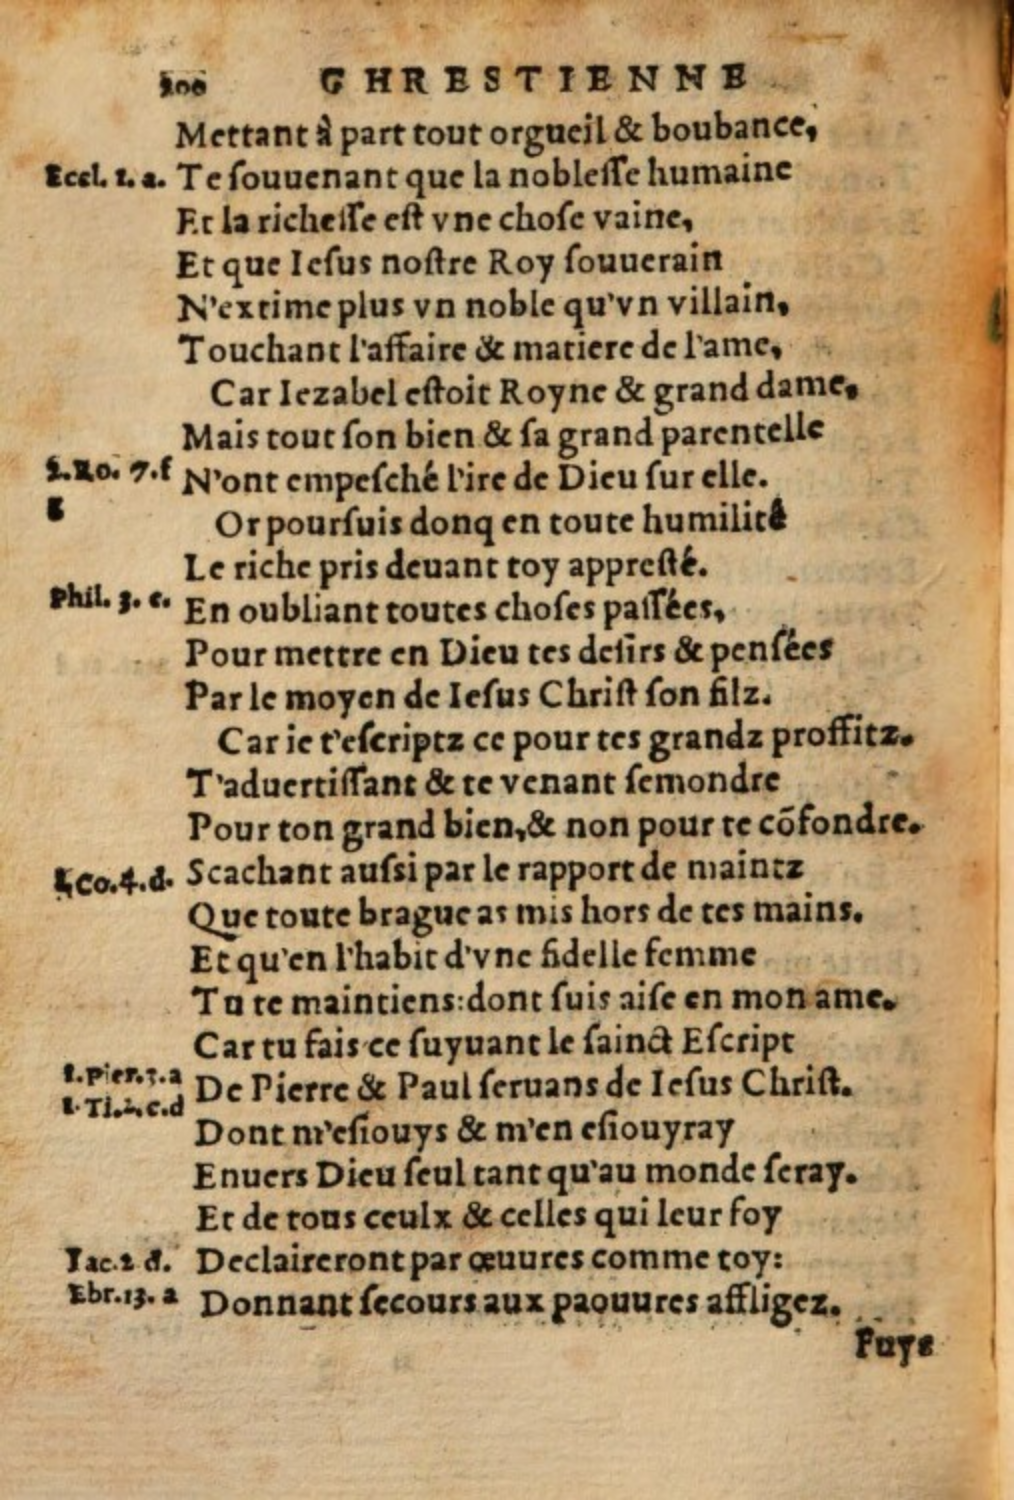 200 CHRESTIENNE
Mettant à part tout orgueil & boubance,
Eccl. 1. a. Te ſouuenant que la nobleſſe humaine
Et la richeſſe eſt vne choſe vaine,
Et que Ieſus noſtre Roy ſouuerain
N'extime plus vn noble qu'vn villain,
Touchant l'affaire & matiere de l'ame,
Car Iezabel eſtoit Royne & grand dame,
Mais tout ſon bien & ſa grand parentelle
2.Ro. 7.f N'ont empeſché l'ire de Dieu ſur elle.
Or pourſuis donq en toute humilité
Le riche pris deuant toy appreſté.
Phil. 3. c. En oubliant toutes choſes paſſées,
Pour mettre en Dieu tes deſirs & penſées
Par le moyen de Ieſus Chriſt ſon filz.
Car ie t'eſcriptz ce pour tes grandz proffitz.
T'aduertiſſant & te venant ſemondre
Pour ton grand bien,& non pour te cõfondre.
1,Co.4.d. Scachant auſsi par le rapport de maintz
Que toute brague as mis hors de tes mains.
Et qu'en l'habit d'vne fidelle femme
Tu te maintiens:dont ſuis aiſe en mon ame.
Car tu fais ce ſuyuant le ſainct Eſcript
1.pier.3.a De Pierre & Paul ſeruans de Ieſus Chriſt.
1.Ti.2.c.d
Dont m'eſiouys & m'en eſiouyray
Enuers Dieu ſeul tant qu'au monde ſeray.
Et de tous ceulx & celles qui leur foy
Iac.2 d. Declaireront par œuures comme toy:
Ebr.13. a Donnant ſecours aux paouures affligez.
Fuys